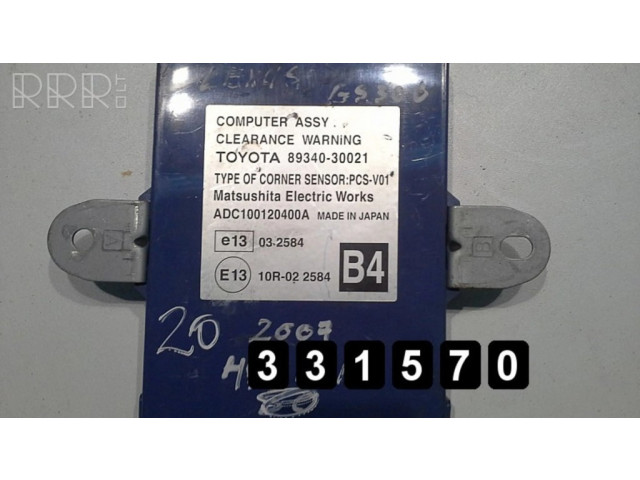 RRR.LT
LEXUS
GS300
COMPUTER ASSY.
CLEARANCE WARNING
TOYOTA 89340-30021
TYPE OF CORNER SENSOR:PCS-V01
Matsushita Electric Works
ADC100120400A MADE IN JAPAN
e13 03 2584
E13 10R-02 2584 B4
A
B
20 2007
331570